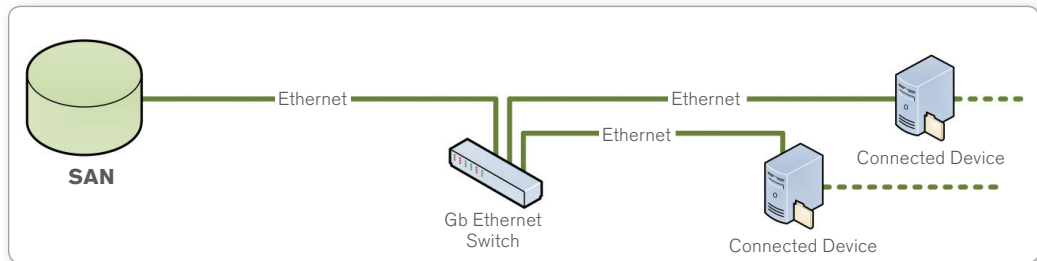 Ethernet
Ethernet
Ethernet
Connected Device
SAN
Gb Ethernet
Switch
Connected Device